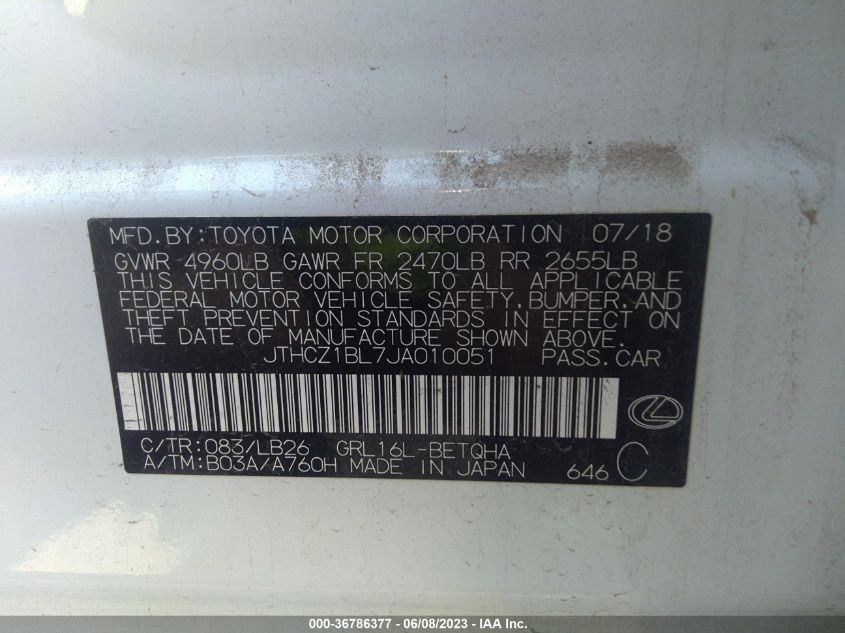 MFD.BY:TOYOTA MOTOR CORPORATION 07/18
GVWR 4960LB GAWR FR 2470LB RR 2655LB
THIS VEHICLE CONFORMS TO ALL APPLICABLE
FEDERAL MOTOR VEHICLE SAFETY,BUMPER,AND
THEFT PREVENTION STANDARDS IN EFFECT ON
THE DATE OF MANUFACTURE SHOWN ABOVE.
JTHCZ1BL7JA010051 PASS.CAR
C/TR:083/LB26 GRL16L-BETQHA
A/TM:B03A/A760H MADE IN JAPAN 646 C
000-36786377 - 06/08/2023 - IAA Inc.